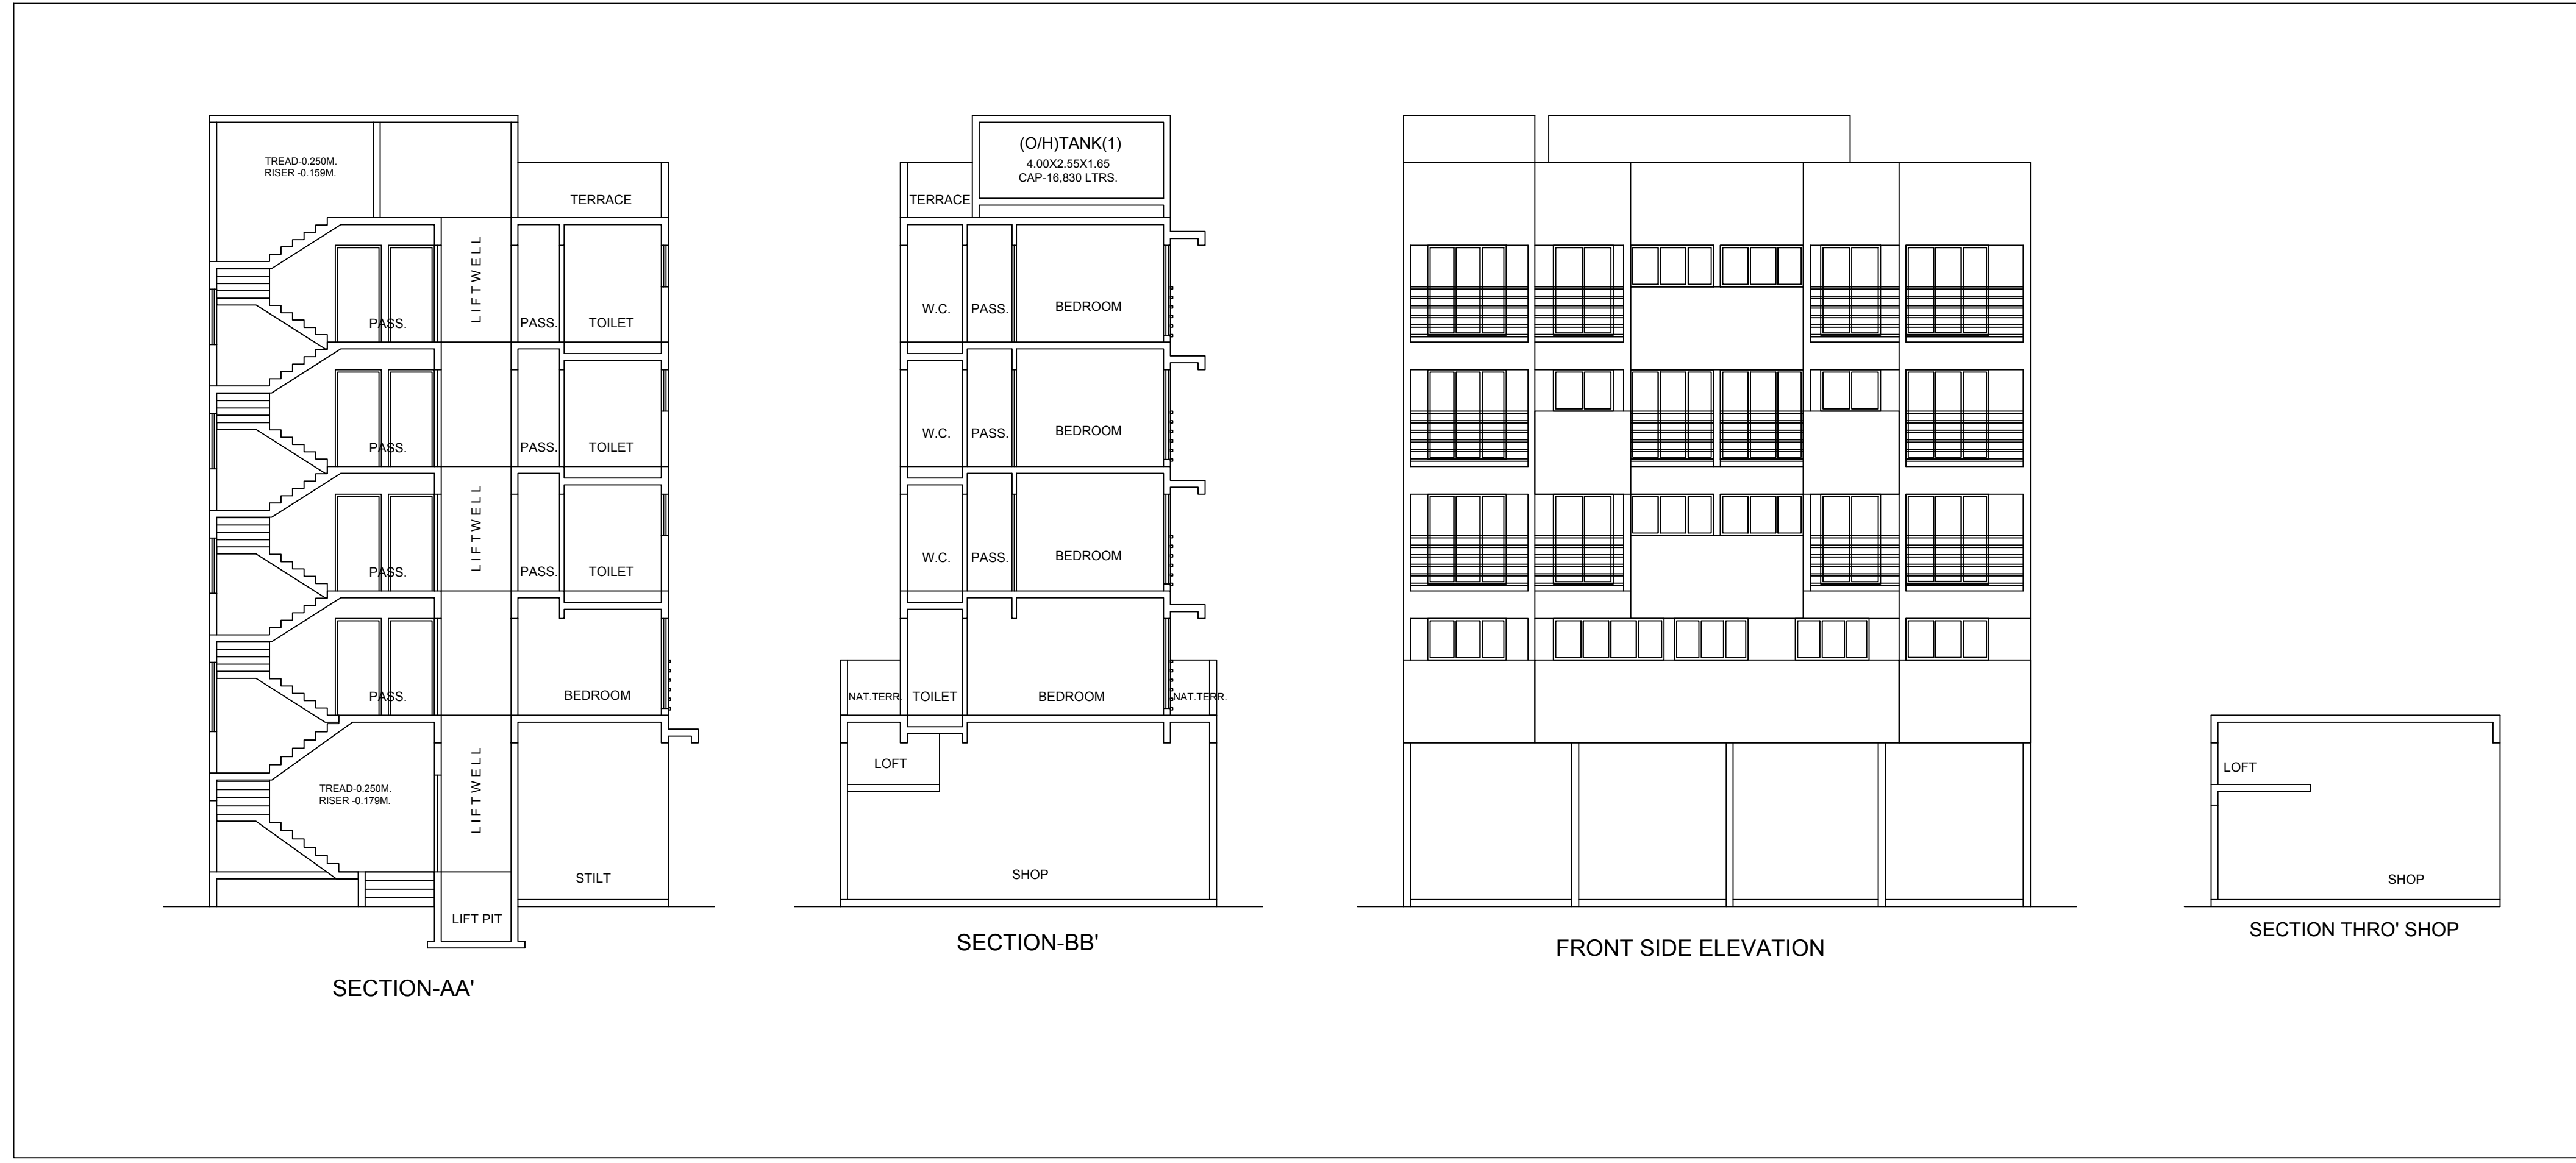 TREAD-0.250M.
RISER -0.159M.
TERRACE
LIFTWELL
PASS.
PASS.
TOILET
PASS.
PASS.
TOILET
LIFTWELL
PASS.
PASS.
TOILET
PASS.
BEDROOM
LIFTWELL
TREAD-0.250M.
RISER -0.179M.
STILT
LIFT PIT
SECTION-AA'
(O/H)TANK(1)
4.00X2.55X1.65
CAP-16,830 LTRS.
TERRACE
W.C.
PASS.
BEDROOM
W.C.
PASS.
BEDROOM
W.C.
PASS.
BEDROOM
NAT.TERR.
TOILET
BEDROOM
NAT.TERR.
LOFT
SHOP
SECTION-BB'
FRONT SIDE ELEVATION
LOFT
SHOP
SECTION THRO' SHOP